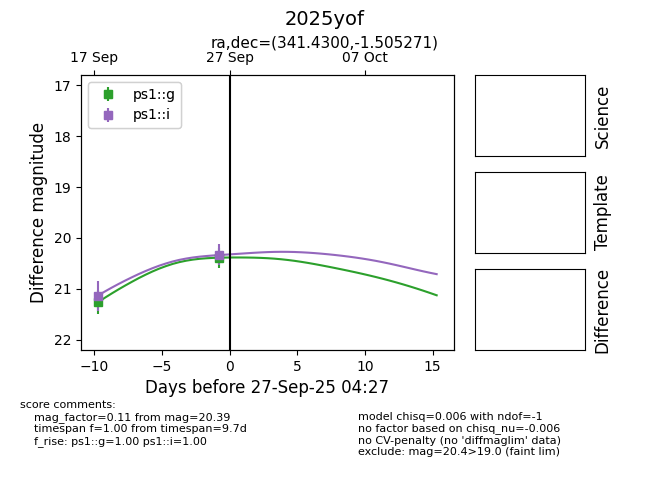 2025yof
ra,dec=(341.4300,-1.505271)
17 Sep
27 Sep
07 Oct
17
18
19
20
21
22
Difference magnitude
ps1::g
ps1::i
−10
−5
0
5
10
15
Days before 27-Sep-25 04:27
Science
Template
Difference
score comments:
mag_factor=0.11 from mag=20.39
timespan f=1.00 from timespan=9.7d
f_rise: ps1::g=1.00 ps1::i=1.00
model chisq=0.006 with ndof=-1
no factor based on chisq_nu=-0.006
no CV-penalty (no 'diffmaglim' data)
exclude: mag=20.4>19.0 (faint lim)